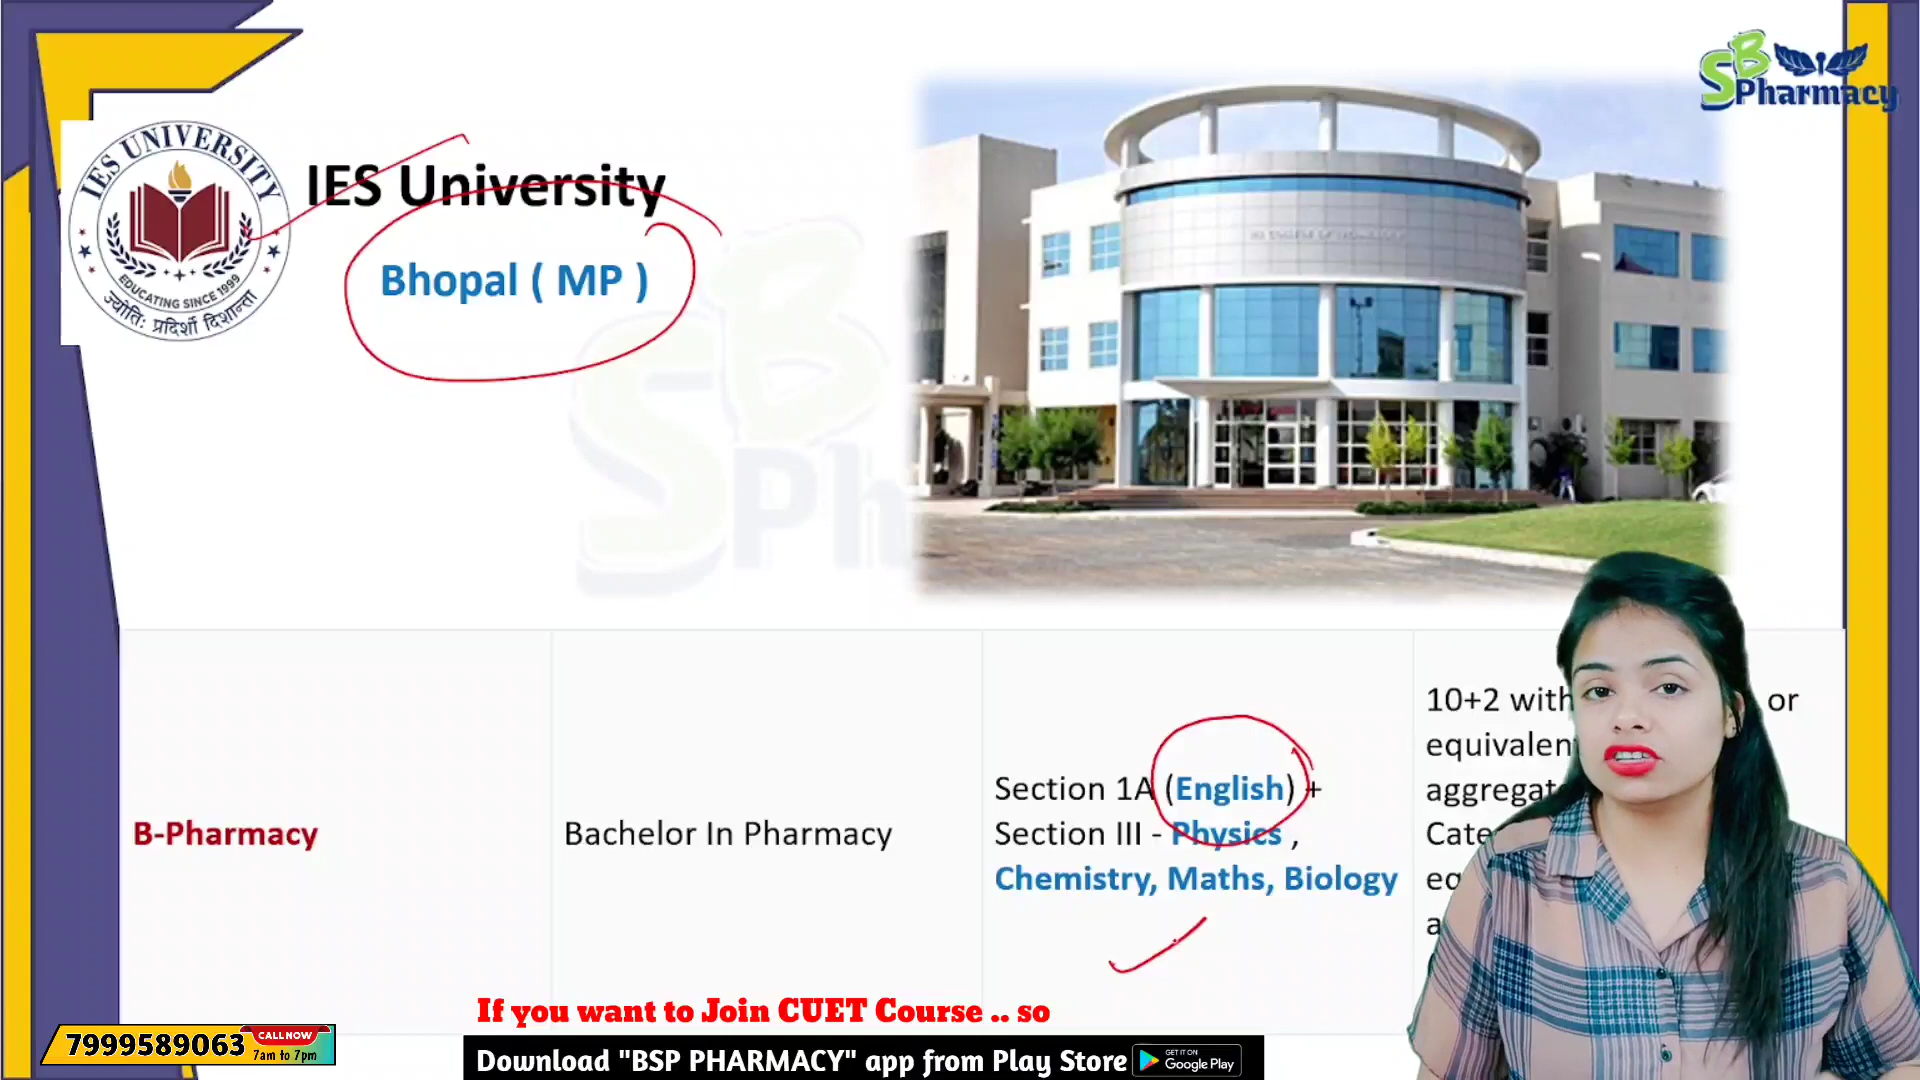 SB Pharmacy
IES UNIVERSITY
EDUCATING SINCE 1999
IES University
Bhopal ( MP )
B-Pharmacy
Bachelor In Pharmacy
Section 1A (English) +
Section III - Physics ,
Chemistry, Maths, Biology
10+2 with or
equivalen
aggregat
Cate
eq
a
If you want to Join CUET Course .. so
7999589063
CALL NOW
7am to 7pm
Download "BSP PHARMACY" app from Play Store
GET IT ON
Google Play